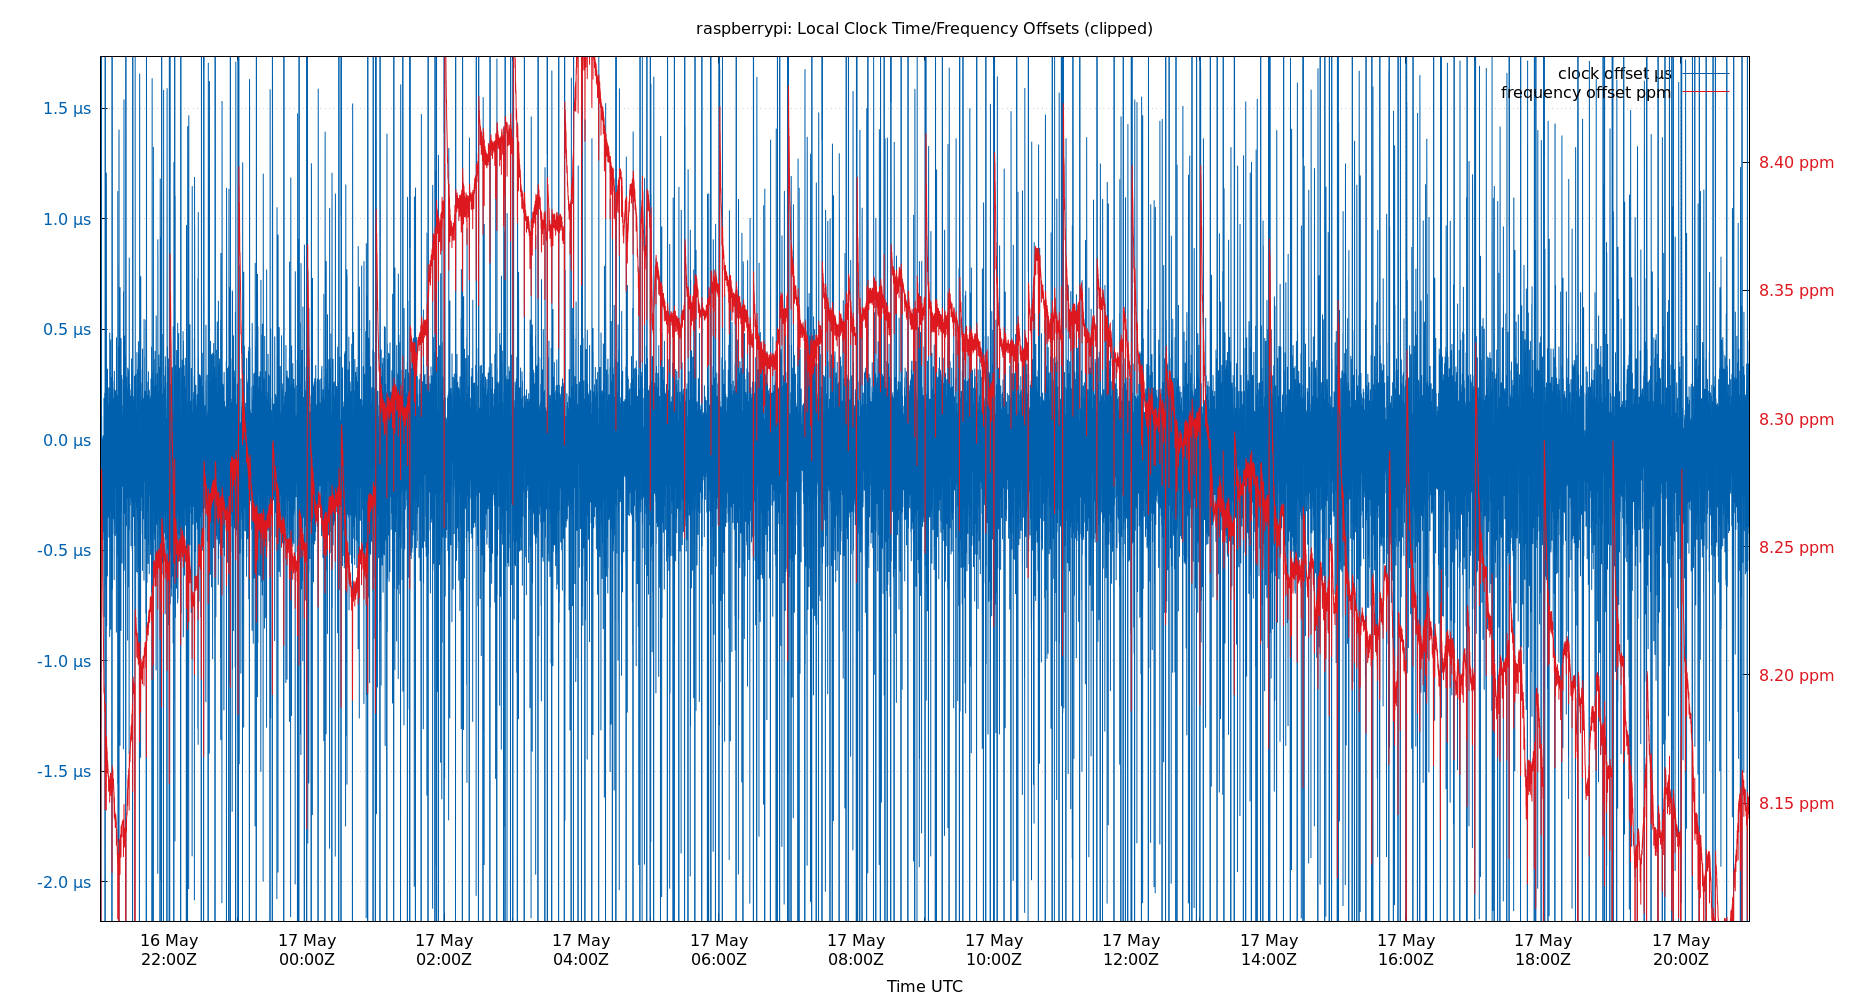 raspberrypi: Local Clock Time/Frequency Offsets (clipped)
clock offset µs
frequency offset ppm
1.5 µs
1.0 µs
0.5 µs
0.0 µs
-0.5 µs
-1.0 µs
-1.5 µs
-2.0 µs
8.40 ppm
8.35 ppm
8.30 ppm
8.25 ppm
8.20 ppm
8.15 ppm
16 May 17 May 17 May 17 May 17 May 17 May 17 May 17 May 17 May 17 May 17 May 17 May
22:00Z 00:00Z 02:00Z 04:00Z 06:00Z 08:00Z 10:00Z 12:00Z 14:00Z 16:00Z 18:00Z 20:00Z
Time UTC